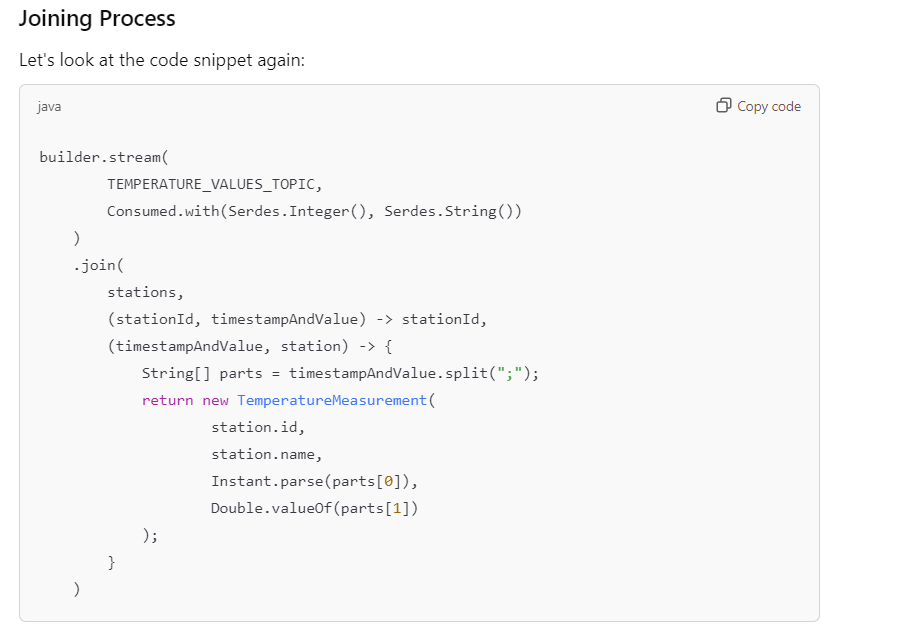 Joining Process
Let's look at the code snippet again:
java
Copy code
builder.stream(
        TEMPERATURE_VALUES_TOPIC,
        Consumed.with(Serdes.Integer(), Serdes.String())
    )
    .join(
        stations,
        (stationId, timestampAndValue) -> stationId,
        (timestampAndValue, station) -> {
            String[] parts = timestampAndValue.split(";");
            return new TemperatureMeasurement(
                    station.id,
                    station.name,
                    Instant.parse(parts[0]),
                    Double.valueOf(parts[1])
            );
        }
    )